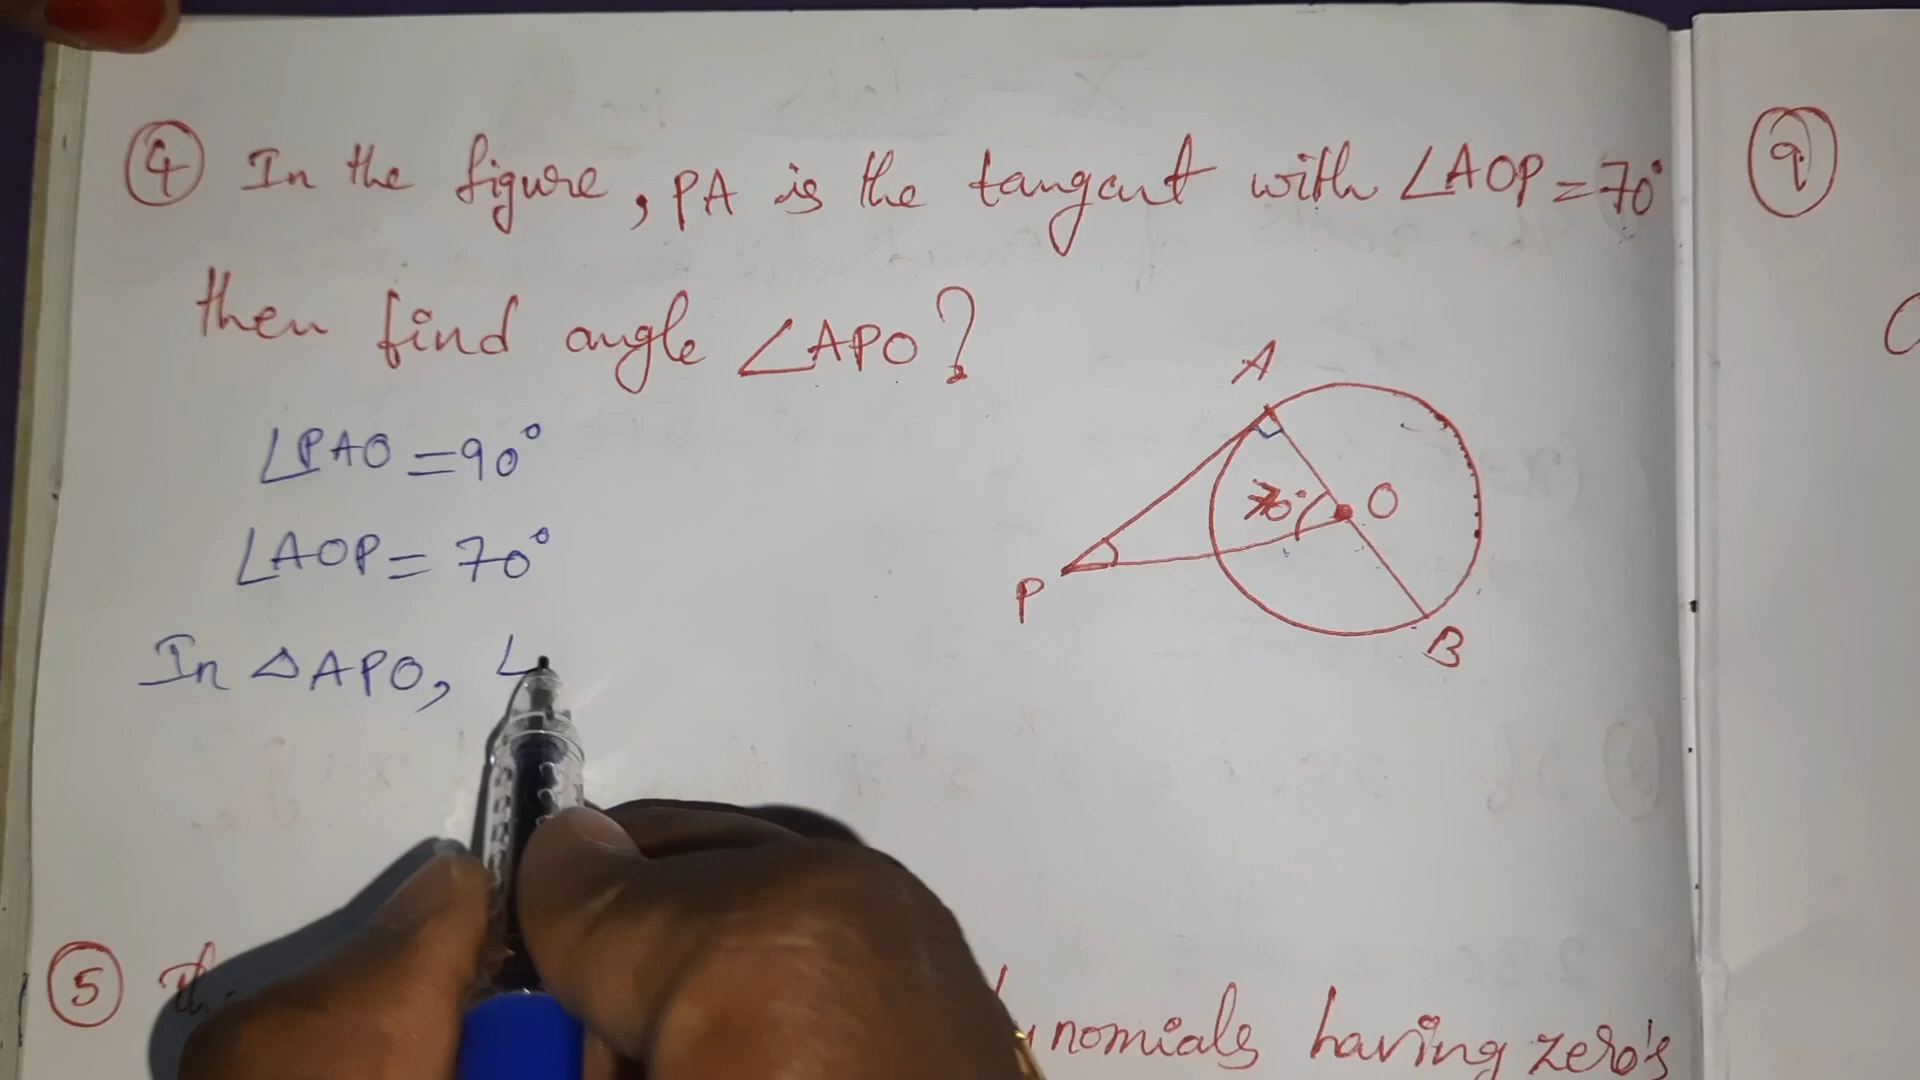 ④ In the figure, PA is the tangent with ∠AOP = 70°
then find angle ∠APO?
∠PAO = 90°
∠AOP = 70°
In △APO, ∠
A
70°
O
P
B
⑤
nomials having zero's
⑨